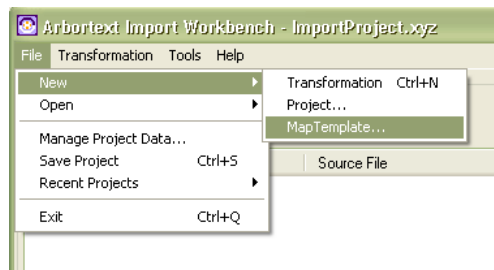 Arbortext Import Workbench - ImportProject.xyz
File Transformation Tools Help
New
Open
Manage Project Data...
Save Project Ctrl+S
Recent Projects
Exit Ctrl+Q
Transformation Ctrl+N
Project...
MapTemplate...
Source File